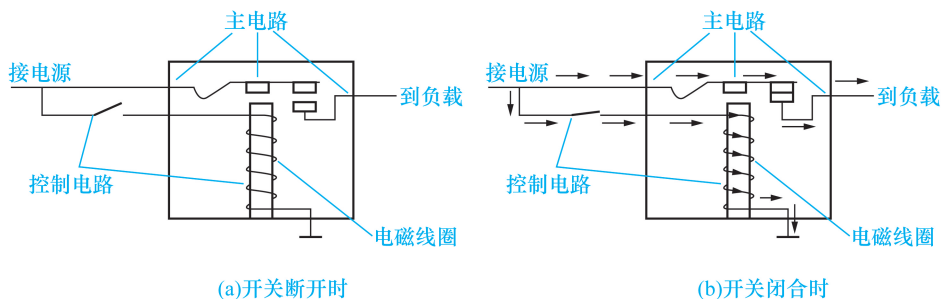 主电路
接电源
到负载
控制电路
电磁线圈
(a)开关断开时
主电路
接电源
到负载
控制电路
电磁线圈
(b)开关闭合时